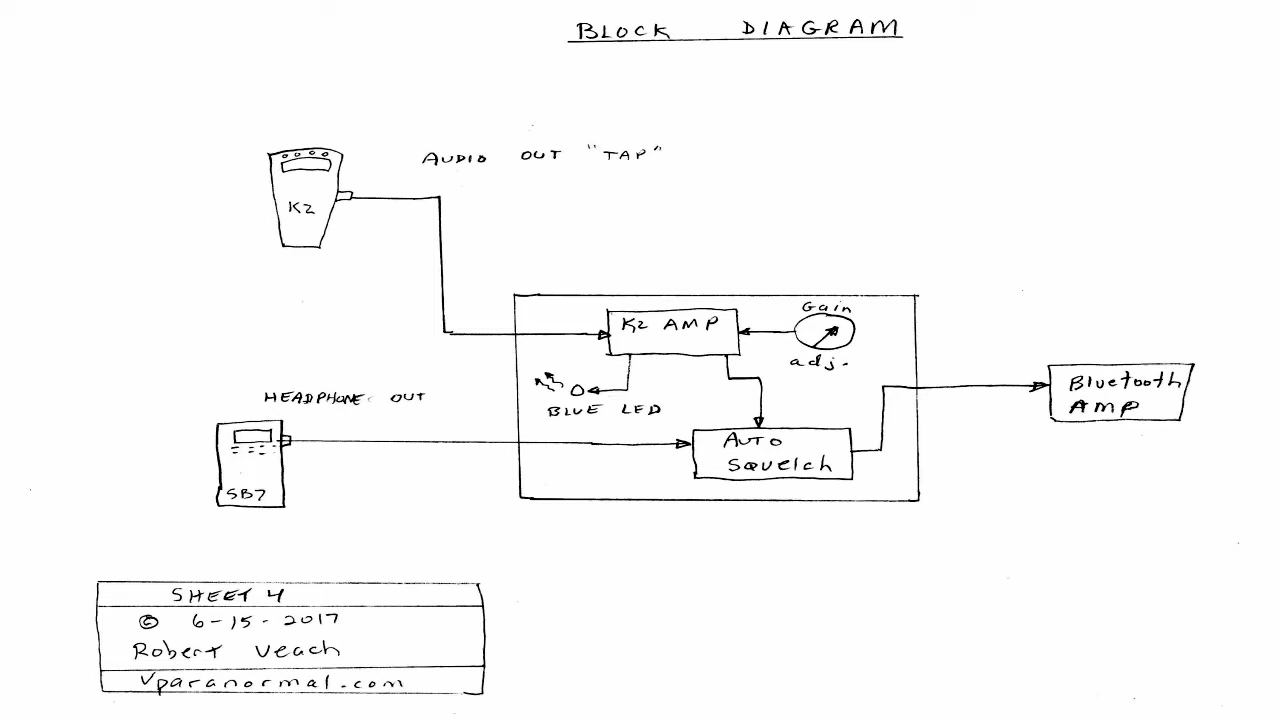 BLOCK DIAGRAM
AUDIO OUT "TAP"
K2
Gain
K2 AMP
adj.
Bluetooth
AMP
HEADPHONE OUT
BLUE LED
AUTO
Squelch
SB7
SHEET 4
© 6-15-2017
Robert Veach
Vparanormal.com